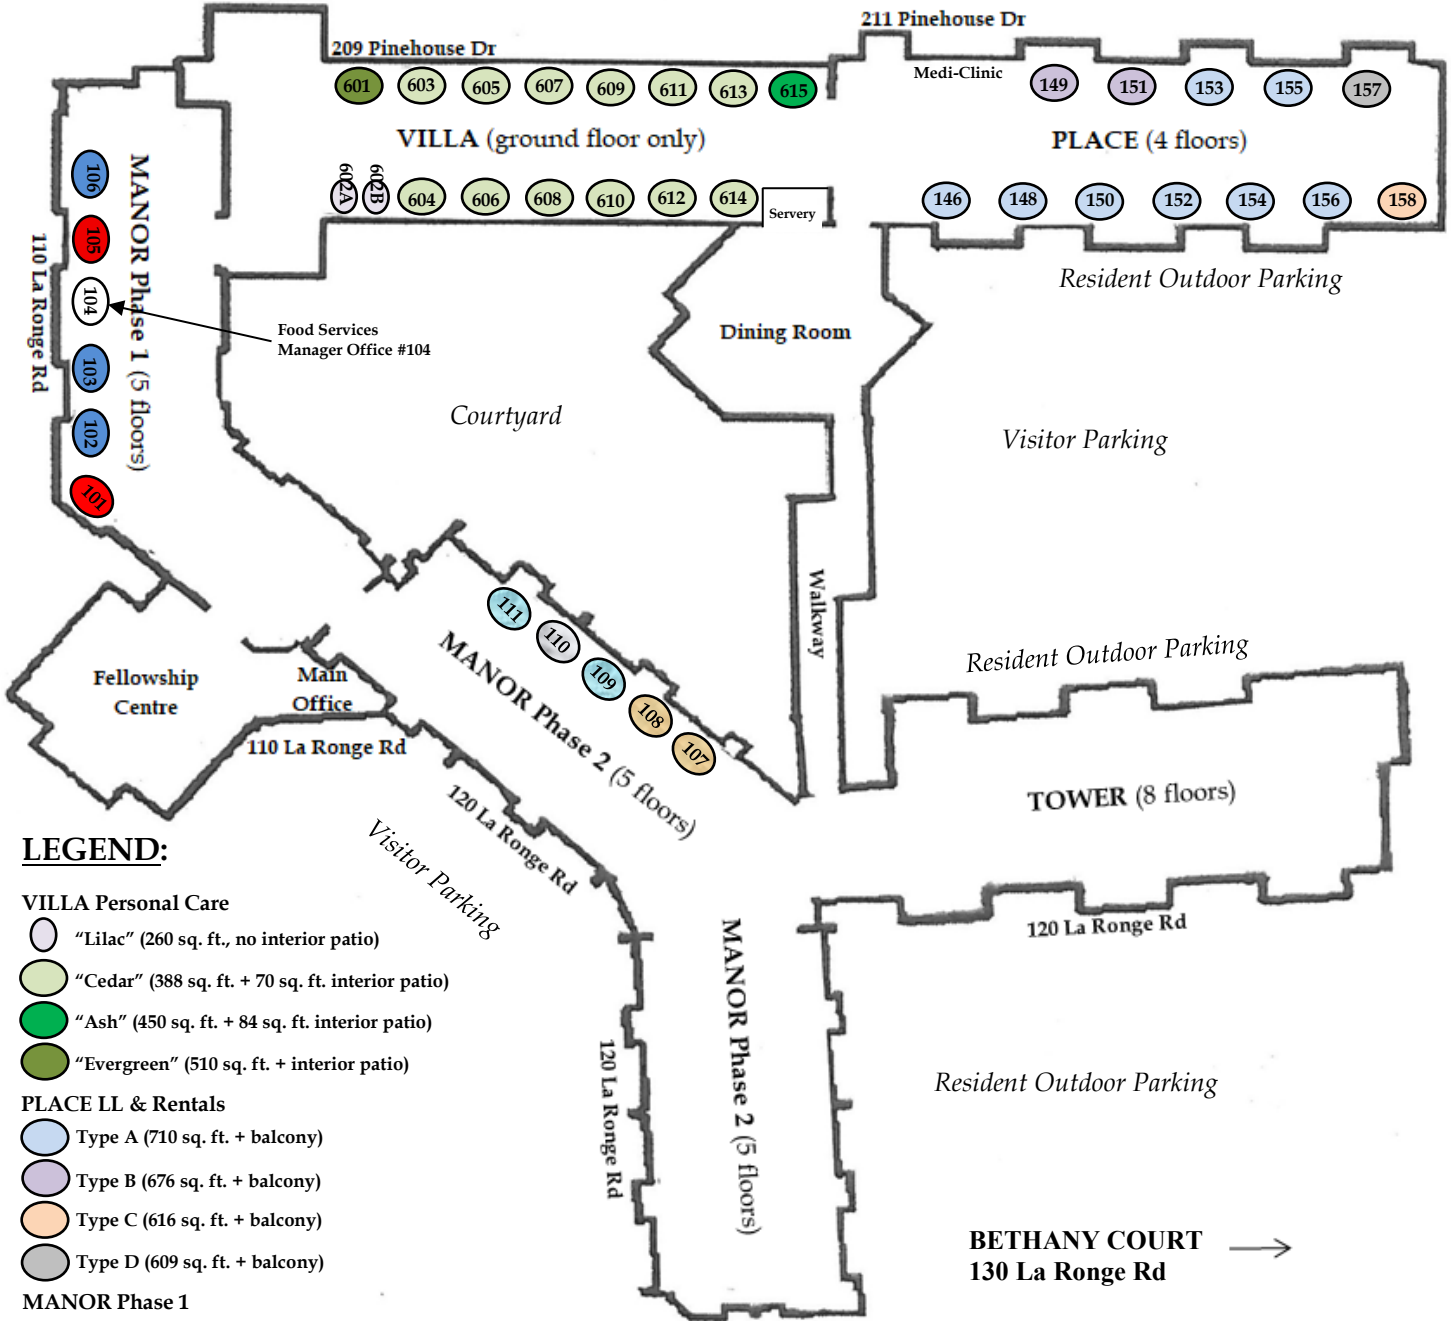 211 Pinehouse Dr
209 Pinehouse Dr
Medi-Clinic
601 603 605 607 609 611 613 615
149 151 153 155 157
VILLA (ground floor only)
PLACE (4 floors)
602A 602B 604 606 608 610 612 614
Servery
146 148 150 152 154 156 158
106
105
104
103
102
101
MANOR Phase 1 (5 floors)
110 La Ronge Rd
Food Services
Manager Office #104
Resident Outdoor Parking
Dining Room
Courtyard
Visitor Parking
Walkway
111
110
109
108
107
MANOR Phase 2 (5 floors)
Resident Outdoor Parking
Fellowship
Centre
Main
Office
110 La Ronge Rd
120 La Ronge Rd
Visitor Parking
TOWER (8 floors)
120 La Ronge Rd
MANOR Phase 2 (5 floors)
120 La Ronge Rd
Resident Outdoor Parking
BETHANY COURT
130 La Ronge Rd
LEGEND:
VILLA Personal Care
“Lilac” (260 sq. ft., no interior patio)
“Cedar” (388 sq. ft. + 70 sq. ft. interior patio)
“Ash” (450 sq. ft. + 84 sq. ft. interior patio)
“Evergreen” (510 sq. ft. + interior patio)
PLACE LL & Rentals
Type A (710 sq. ft. + balcony)
Type B (676 sq. ft. + balcony)
Type C (616 sq. ft. + balcony)
Type D (609 sq. ft. + balcony)
MANOR Phase 1